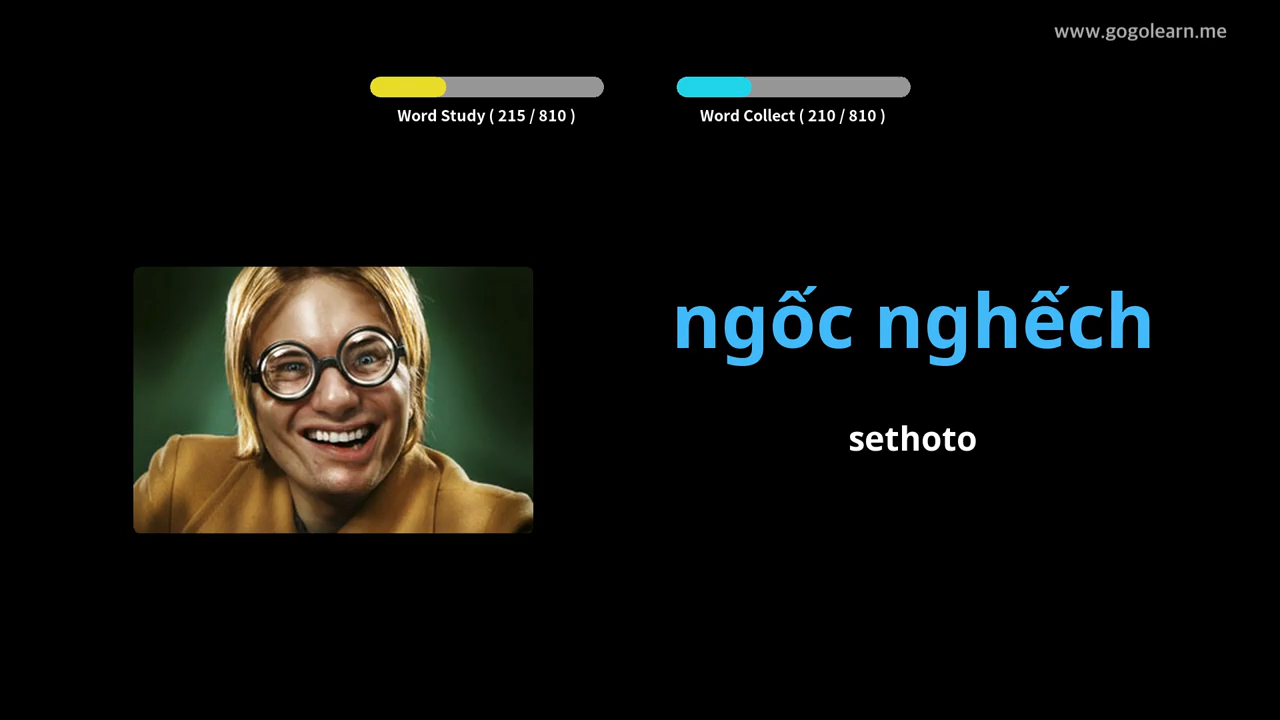 www.gogolearn.me
Word Study ( 215 / 810 )
Word Collect ( 210 / 810 )
ngốc nghếch
sethoto